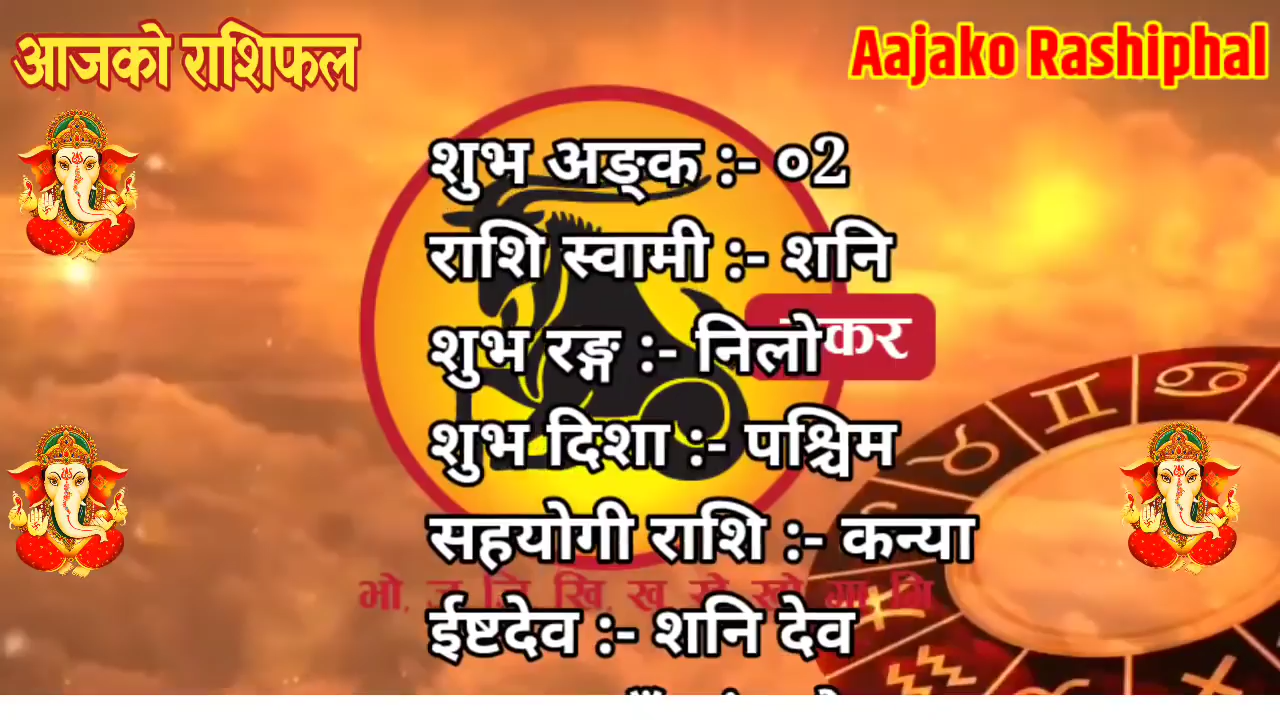 आजको राशिफल
Aajako Rashiphal
शुभ अङ्क :- ०2
राशि स्वामी :- शनि
शुभ रङ्ग :- निलो
कर
शुभ दिशा :- पश्चिम
सहयोगी राशि :- कन्या
भो, ज, जि, खि, ख
ईष्टदेव :- शनि देव